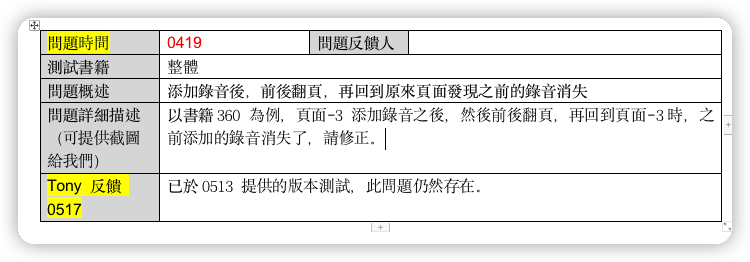 問題時間 0419 問題反饋人
測試書籍 整體
問題概述 添加錄音後，前後翻頁，再回到原來頁面發現之前的錄音消失
問題詳細描述
（可提供截圖
給我們）
以書籍 360 為例，頁面-3 添加錄音之後，然後前後翻頁，再回到頁面-3 時，之
前添加的錄音消失了，請修正。
Tony 反饋
0517
已於 0513 提供的版本測試，此問題仍然存在。